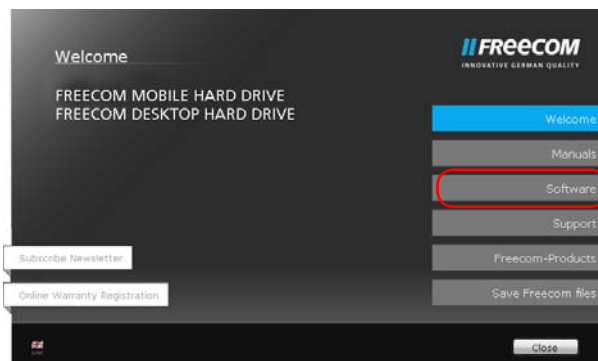 Welcome
FREECOM
INNOVATIVE GERMAN QUALITY
FREECOM MOBILE HARD DRIVE
FREECOM DESKTOP HARD DRIVE
Welcome
Manuals
Software
Support
Freecom-Products
Save Freecom files
Subscribe Newsletter
Online Warranty Registration
Close